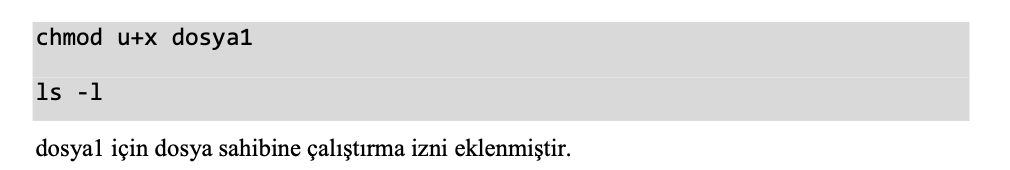 chmod u+x dosya1
ls -l
dosya1 için dosya sahibine çalıştırma izni eklenmiştir.